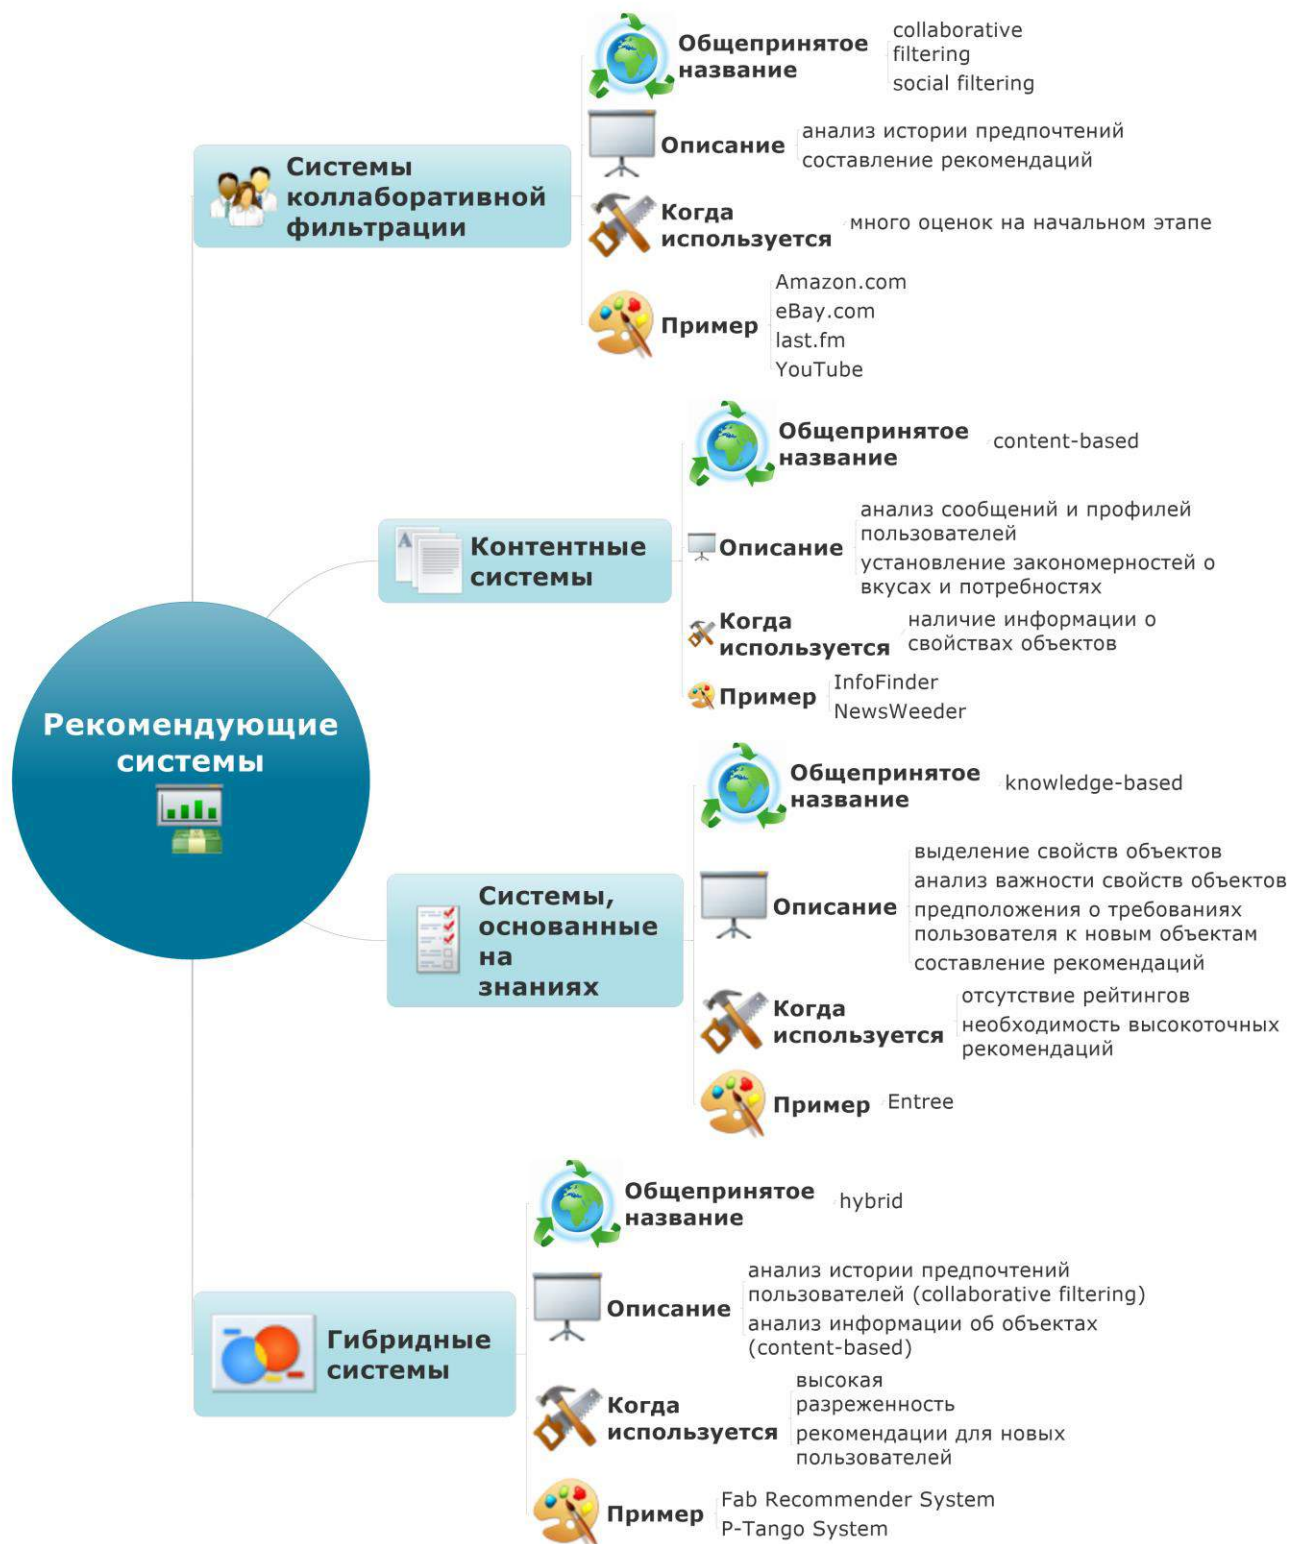 Рекомендующие
системы
Системы
коллаборативной
фильтрации
Общепринятое
название
collaborative
filtering
social filtering
Описание
анализ истории предпочтений
составление рекомендаций
Когда
используется
много оценок на начальном этапе
Пример
Amazon.com
eBay.com
last.fm
YouTube
Контентные
системы
Общепринятое
название
content-based
Описание
анализ сообщений и профилей
пользователей
установление закономерностей о
вкусах и потребностях
Когда
используется
наличие информации о
свойствах объектов
Пример
InfoFinder
NewsWeeder
Системы,
основанные
на
знаниях
Общепринятое
название
knowledge-based
Описание
выделение свойств объектов
анализ важности свойств объектов
предположения о требованиях
пользователя к новым объектам
составление рекомендаций
Когда
используется
отсутствие рейтингов
необходимость высокоточных
рекомендаций
Пример
Entree
Гибридные
системы
Общепринятое
название
hybrid
Описание
анализ истории предпочтений
пользователей (collaborative filtering)
анализ информации об объектах
(content-based)
Когда
используется
высокая
разреженность
рекомендации для новых
пользователей
Пример
Fab Recommender System
P-Tango System